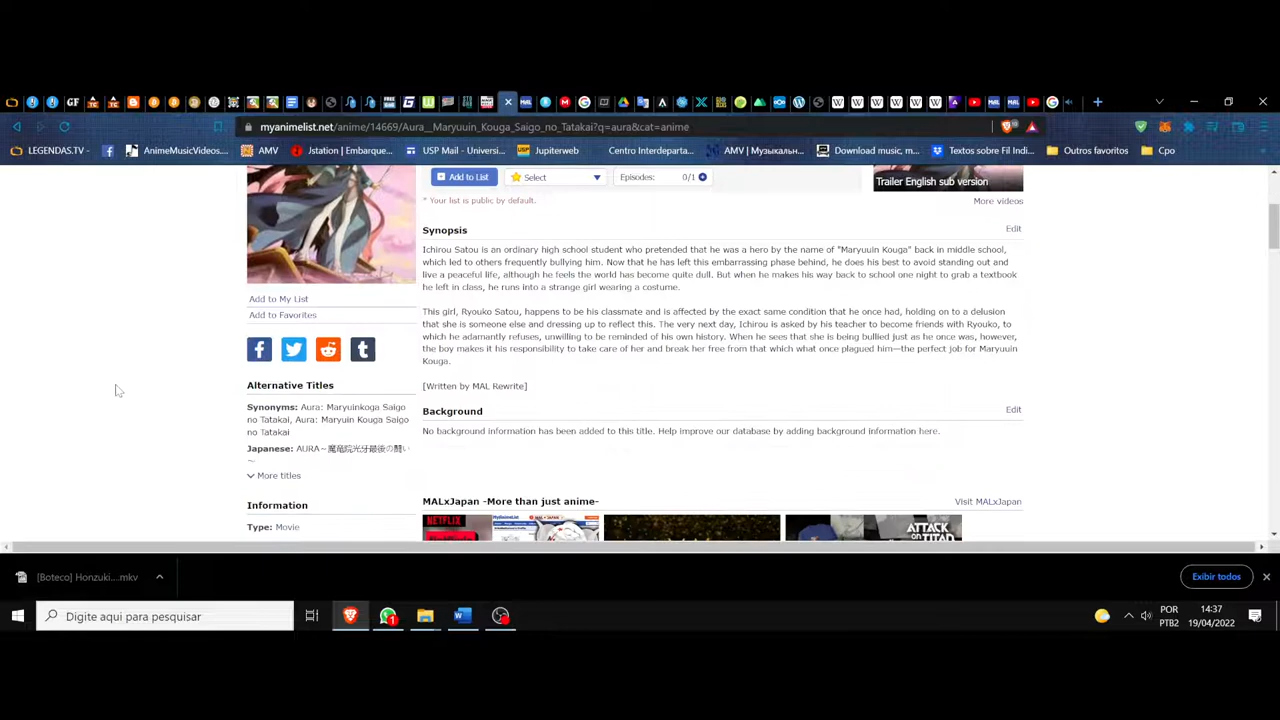 myanimelist.net/anime/14669/Aura__Maryuuin_Kouga_Saigo_no_Tatakai?q=aura&cat=anime
LEGENDAS.TV - AnimeMusicVideos... AMV Jstation | Embarque... USP Mail - Universi... Jupiterweb Centro Interdeparta... AMV | Музыкальн... Download music, m... Textos sobre Fil Indi... Outros favoritos Cpo
Add to List Select Episodes: 0/1
Trailer English sub version
* Your list is public by default.
More videos
Synopsis Edit
Ichirou Satou is an ordinary high school student who pretended that he was a hero by the name of "Maryuuin Kouga" back in middle school,
which led to others frequently bullying him. Now that he has left this embarrassing phase behind, he does his best to avoid standing out and
live a peaceful life, although he feels the world has become quite dull. But when he makes his way back to school one night to grab a textbook
he left in class, he runs into a strange girl wearing a costume.
This girl, Ryouko Satou, happens to be his classmate and is affected by the exact same condition that he once had, holding on to a delusion
that she is someone else and dressing up to reflect this. The very next day, Ichirou is asked by his teacher to become friends with Ryouko, to
which he adamantly refuses, unwilling to be reminded of his own history. When he sees that she is being bullied just as he once was, however,
the boy makes it his responsibility to take care of her and break her free from that which what once plagued him—the perfect job for Maryuuin
Kouga.
[Written by MAL Rewrite]
Background Edit
No background information has been added to this title. Help improve our database by adding background information here.
MALxJapan -More than just anime- Visit MALxJapan
NETFLIX
ATTACK
ON TITAN
Add to My List
Add to Favorites
Alternative Titles
Synonyms: Aura: Maryuinkoga Saigo
no Tatakai, Aura: Maryuin Kouga Saigo
no Tatakai
Japanese: AURA～魔竜院光牙最後の闘い
～
More titles
Information
Type: Movie
[Boteco] Honzuki....mkv
Exibir todos
Digite aqui para pesquisar
POR
PTB2
14:37
19/04/2022